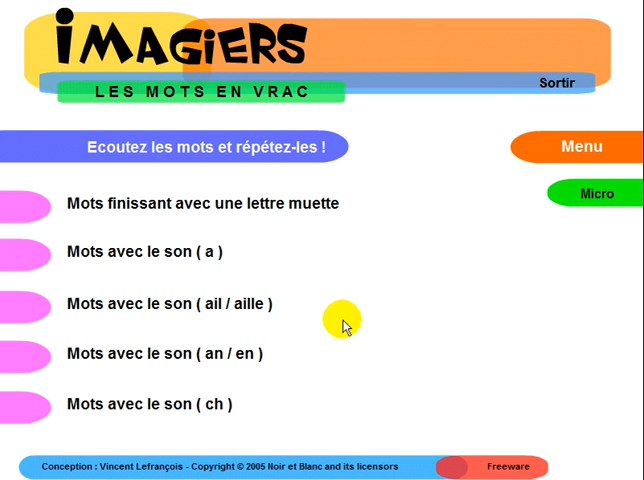 iMAGiERS
Sortir
LES MOTS EN VRAC
Ecoutez les mots et répétez-les !
Menu
Micro
Mots finissant avec une lettre muette
Mots avec le son ( a )
Mots avec le son ( ail / aille )
Mots avec le son ( an / en )
Mots avec le son ( ch )
Conception : Vincent Lefrançois - Copyright © 2005 Noir et Blanc and its licensors
Freeware